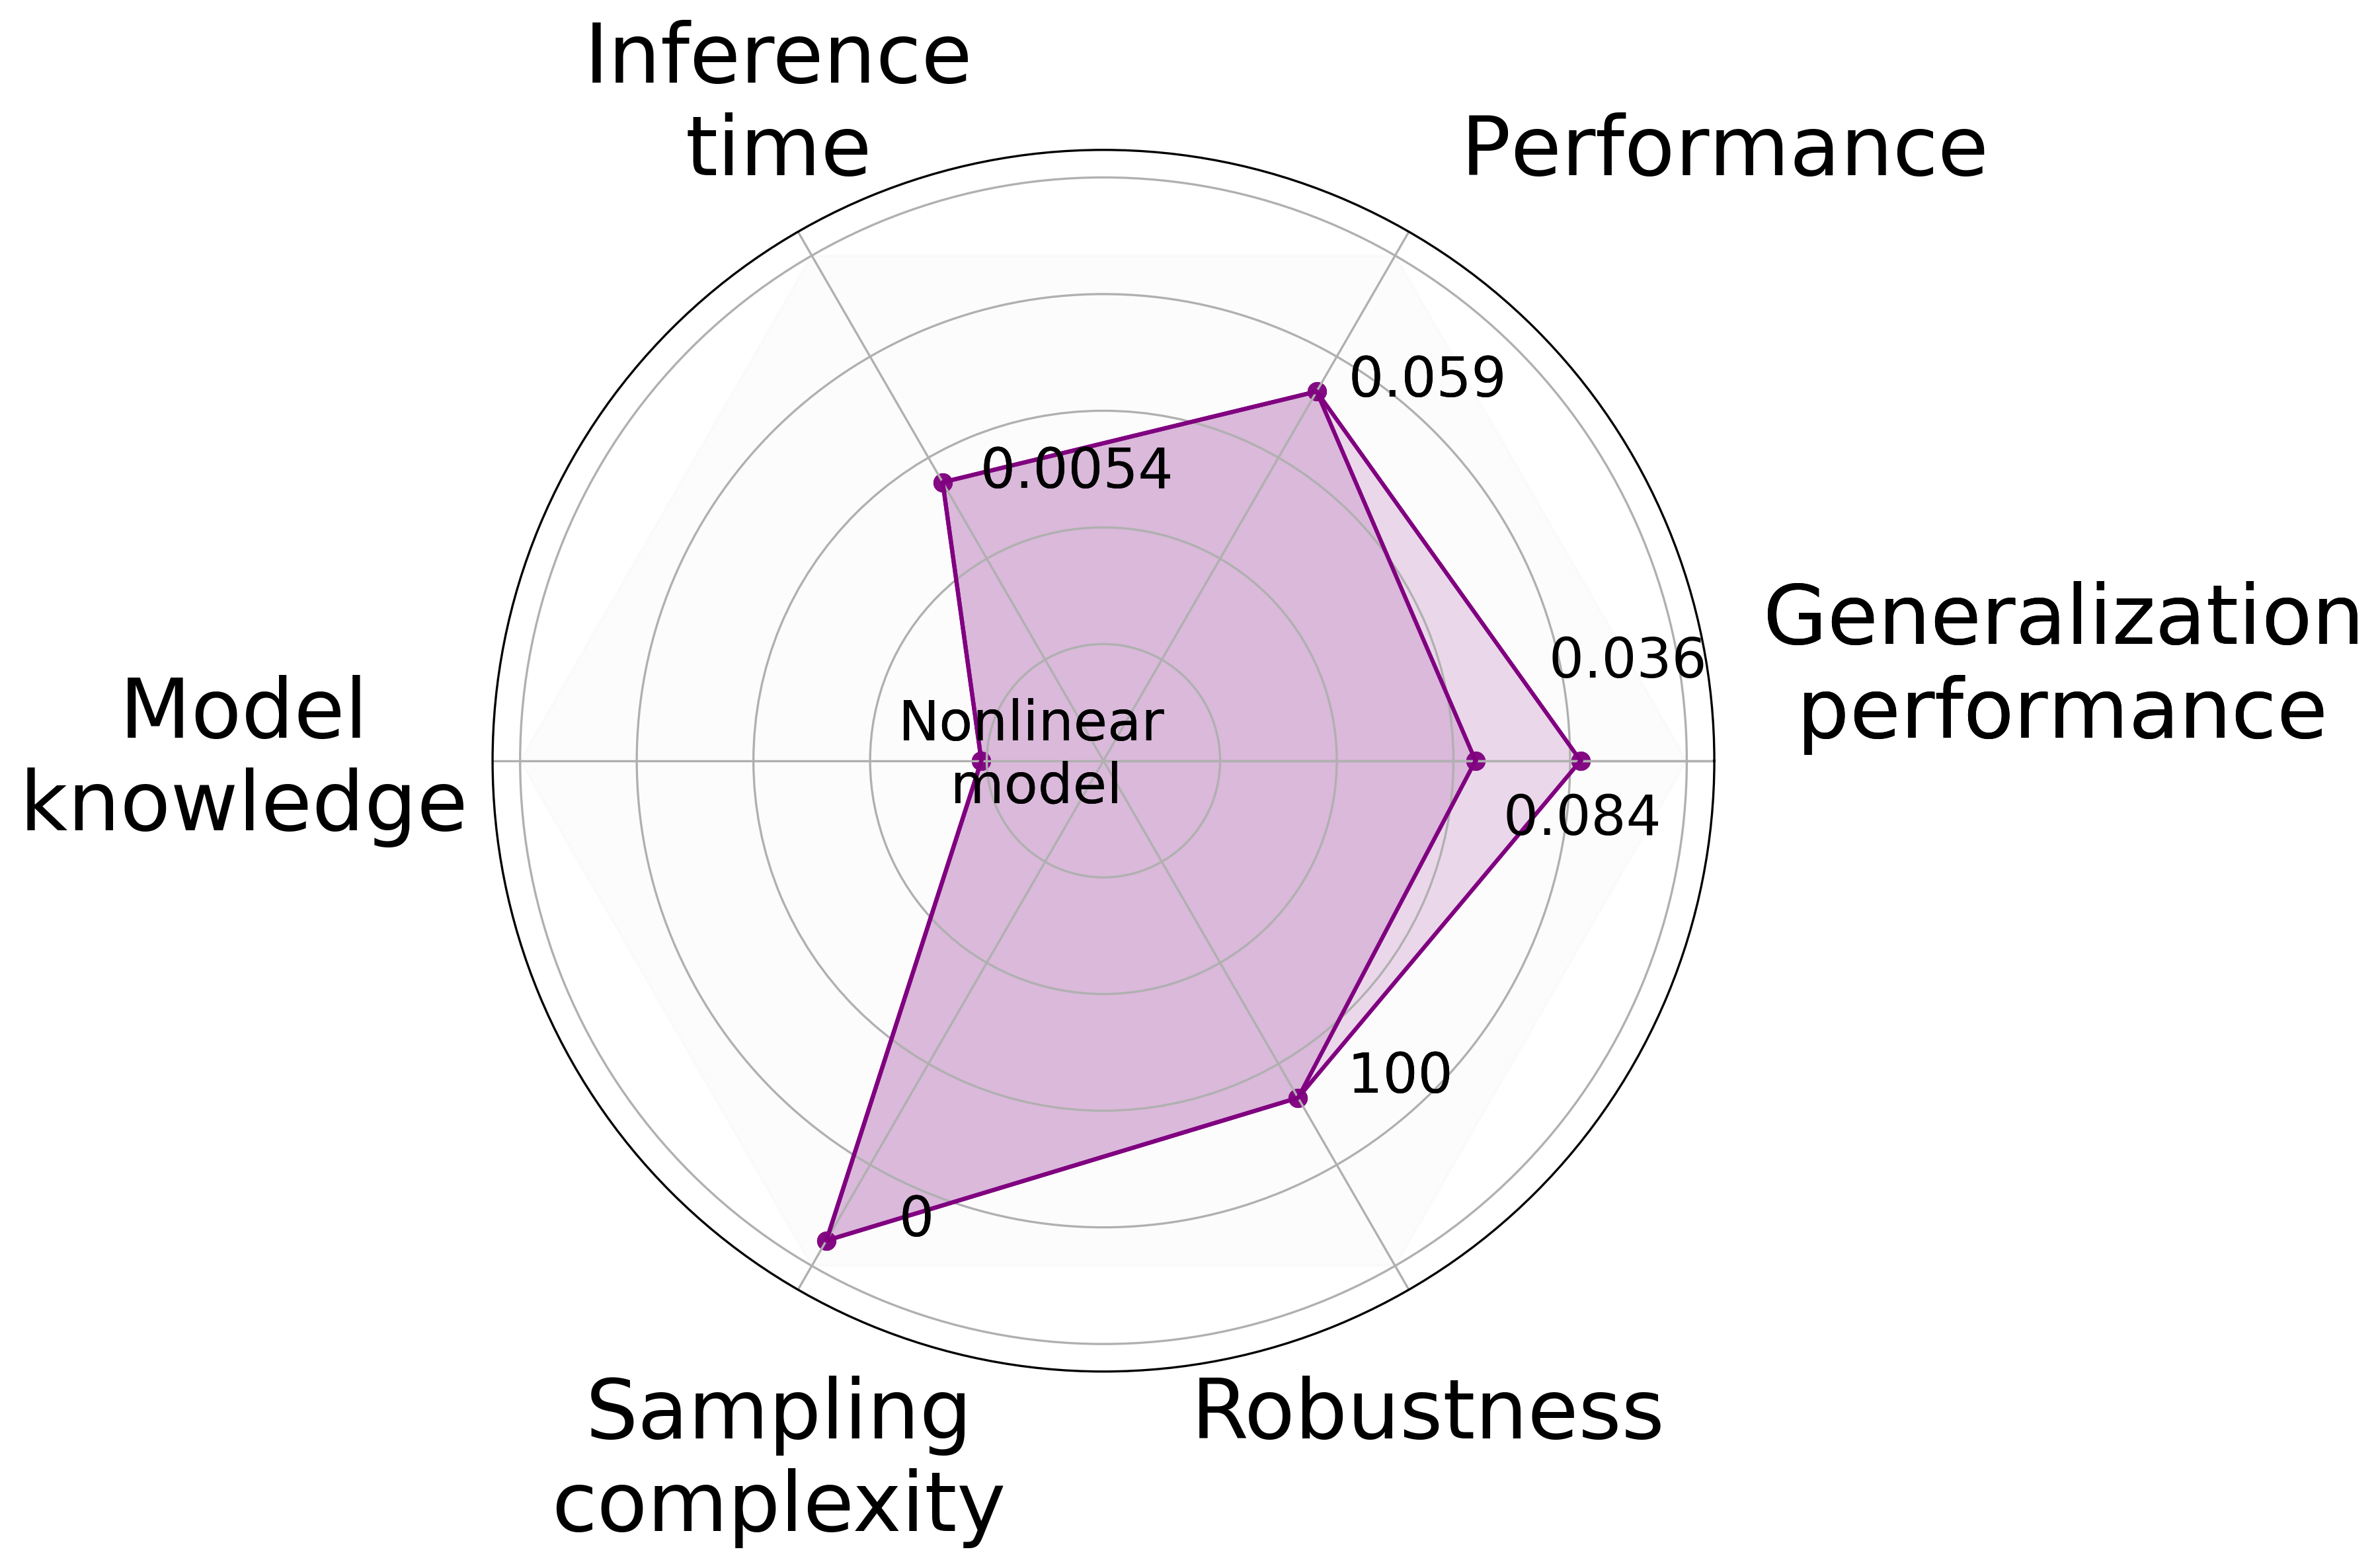 Inference
time
Performance
0.059
0.0054
Generalization
performance
0.036
Model
knowledge
Nonlinear
model
0.084
100
0
Sampling
complexity
Robustness